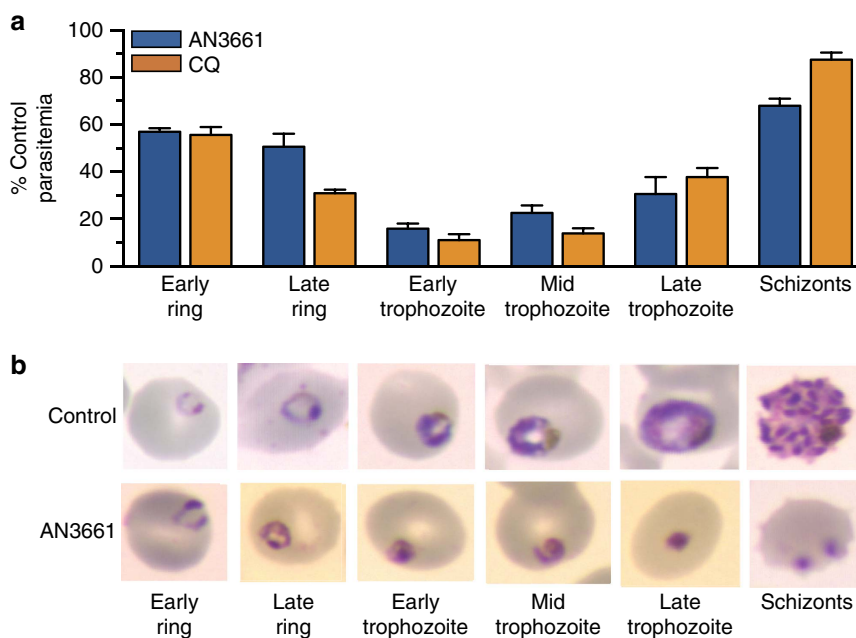 a
100
80
60
40
20
0
% Control
parasitemia
AN3661
CQ
Early
ring
Late
ring
Early
trophozoite
Mid
trophozoite
Late
trophozoite
Schizonts
b
Control
AN3661
Early
ring
Late
ring
Early
trophozoite
Mid
trophozoite
Late
trophozoite
Schizonts